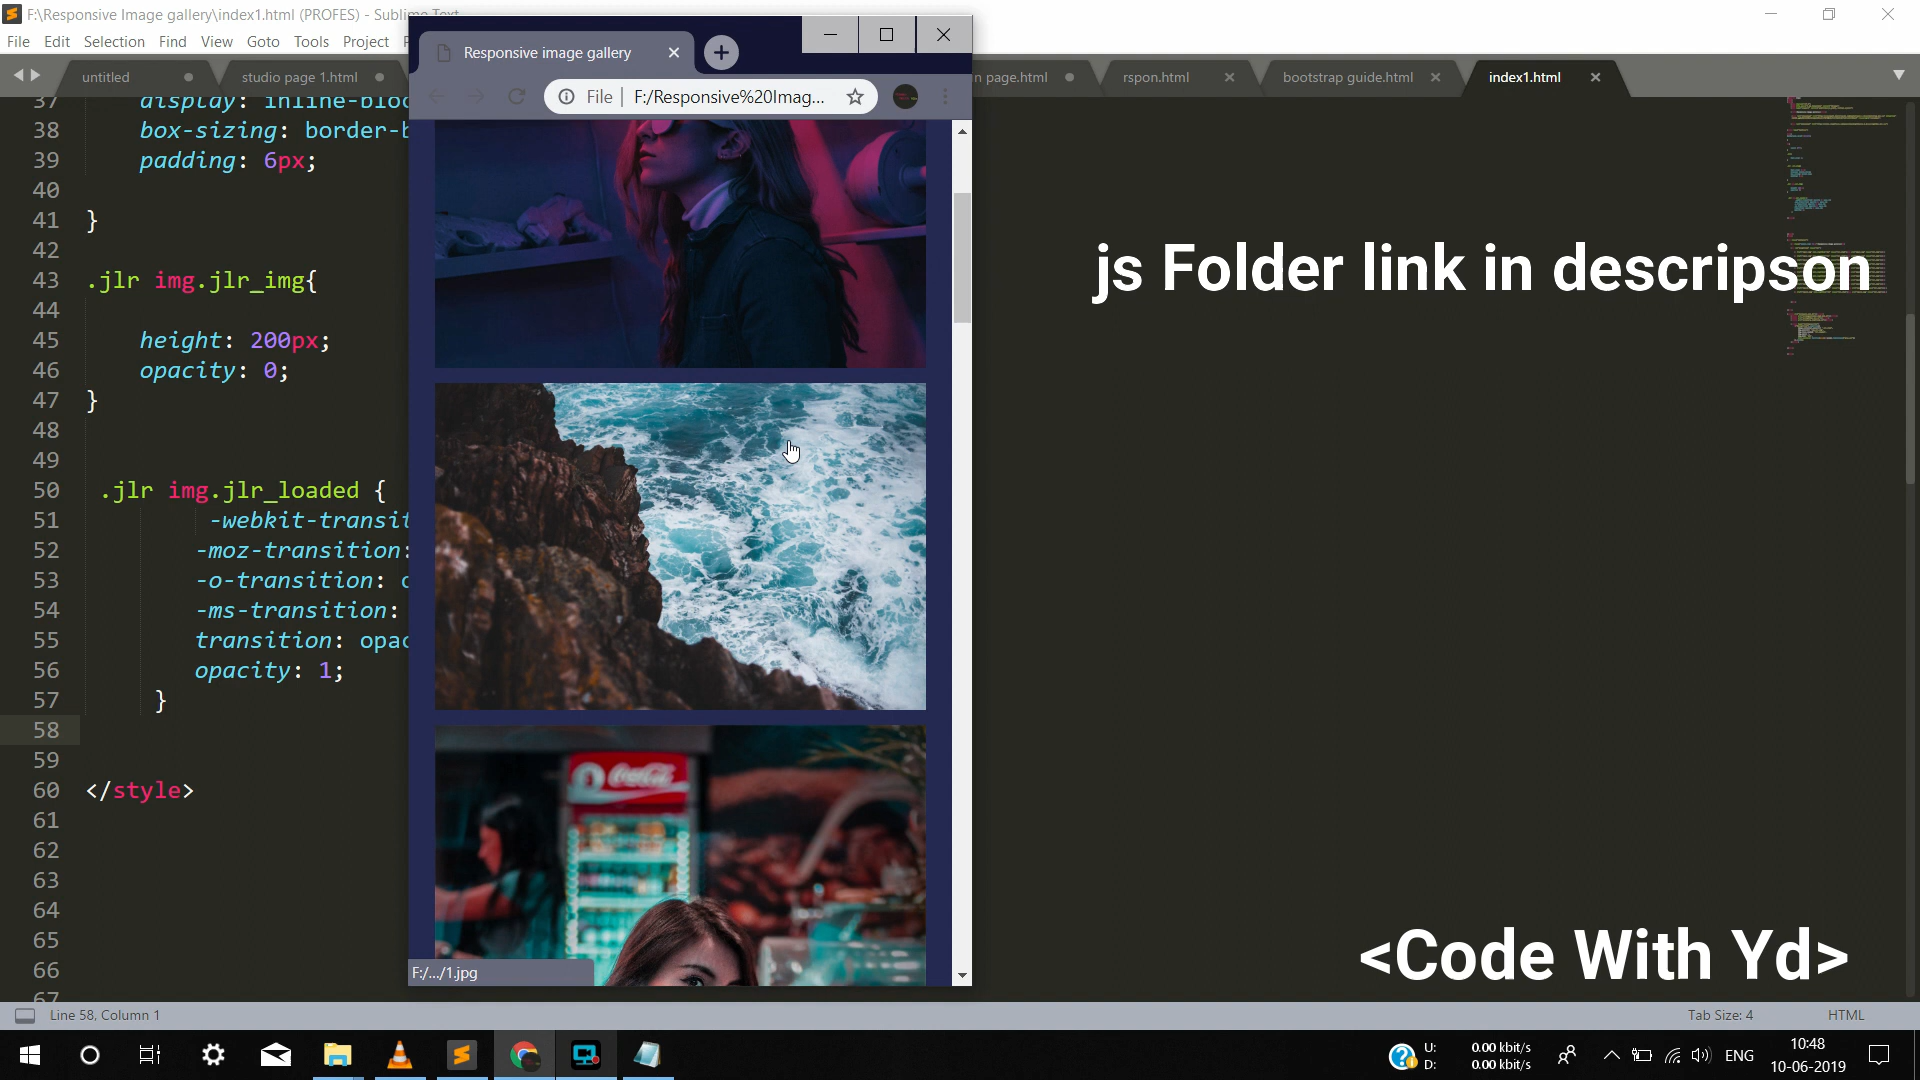 F:\Responsive Image gallery\index1.html (PROFES) - Sublime Text
File Edit Selection Find View Goto Tools Project
untitled
studio page 1.html
n page.html
rspon.html
bootstrap guide.html
index1.html
Responsive image gallery
File F:/Responsive%20Imag...
37 display: inline-bloc
38 box-sizing: border-b
39 padding: 6px;
40
41 }
42
43 .jlr img.jlr_img{
44
45 height: 200px;
46 opacity: 0;
47 }
48
49
50 .jlr img.jlr_loaded {
51 -webkit-transit
52 -moz-transition:
53 -o-transition: o
54 -ms-transition:
55 transition: opac
56 opacity: 1;
57 }
58
59
60 </style>
61
62
63
64
65
66
67
js Folder link in descripson
Coca-Cola
F:/.../1.jpg
<Code With Yd>
Line 58, Column 1
Tab Size: 4
HTML
U: 0.00 kbit/s
D: 0.00 kbit/s
ENG
10:48
10-06-2019